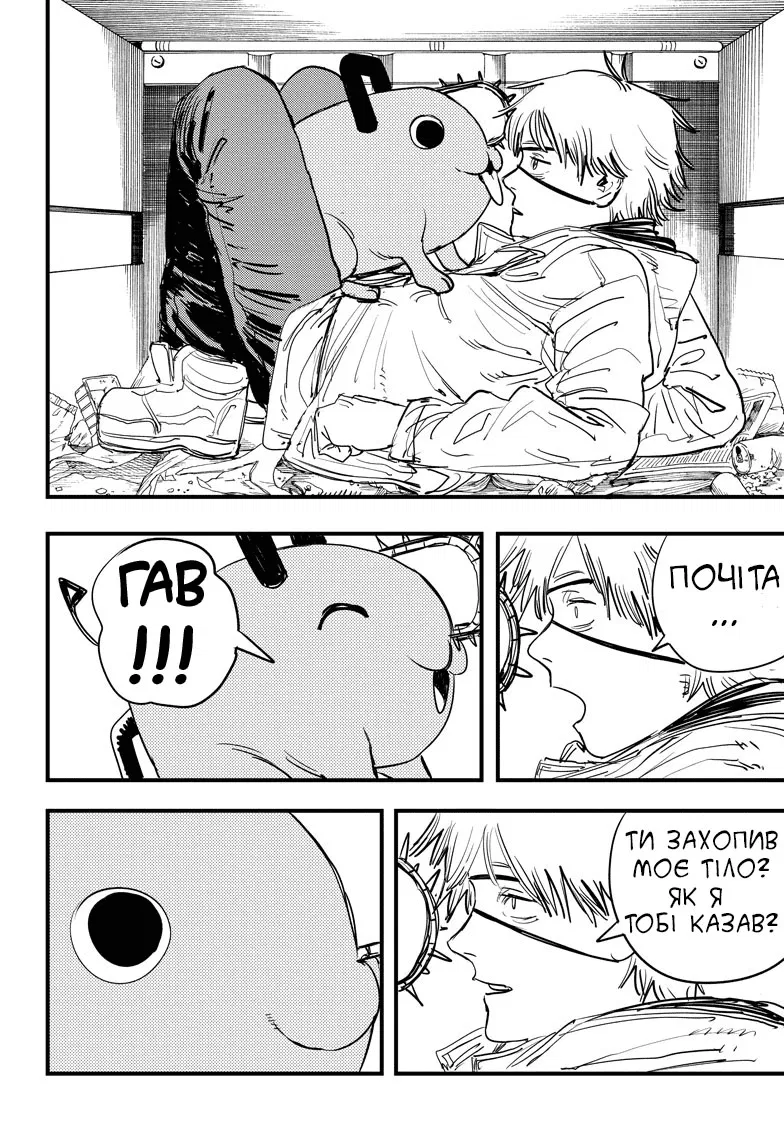 ПОЧІТА
...
ГАВ
!!!
ТИ ЗАХОПИВ
МОЄ ТІЛО?
ЯК Я
ТОБІ КАЗАВ?